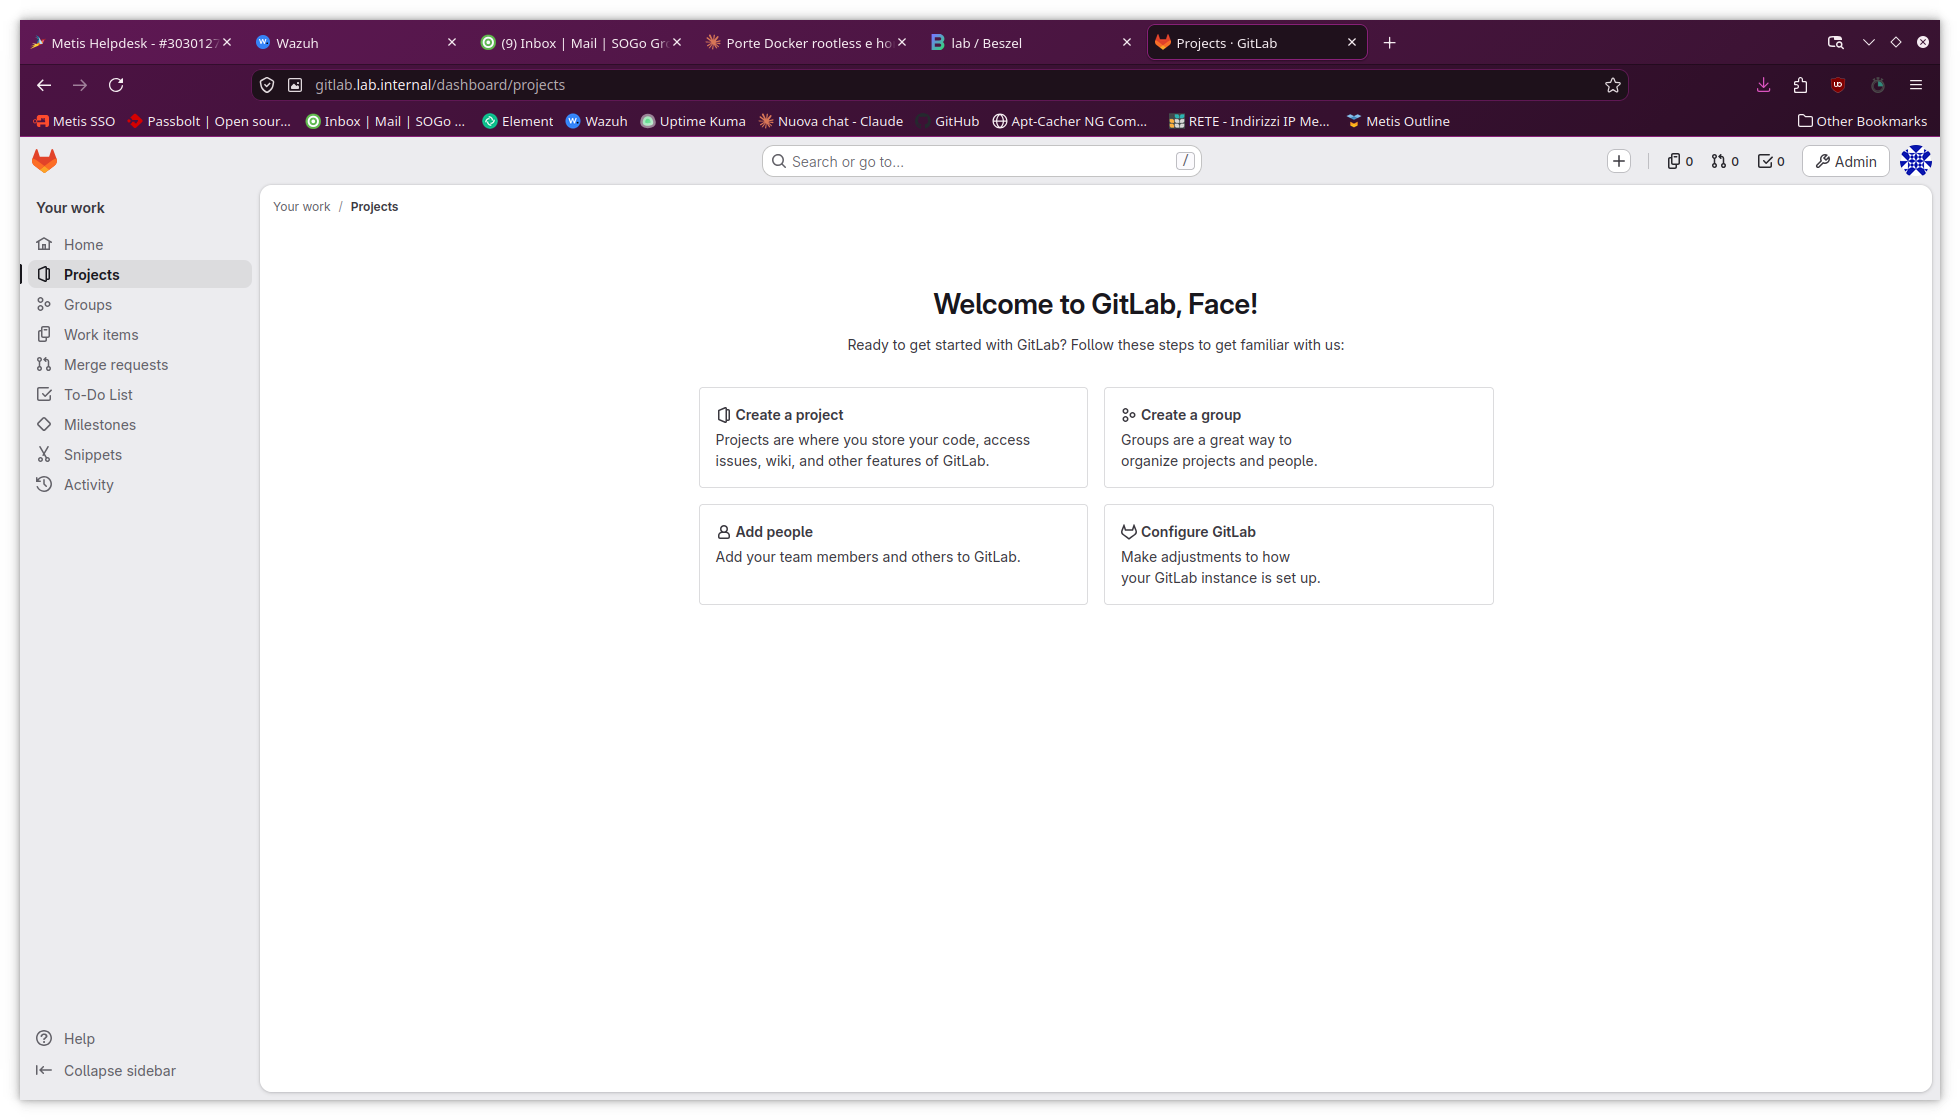 Metis Helpdesk - #3030127
Wazuh
(9) Inbox | Mail | SOGo Gr
Porte Docker rootless e ho
lab / Beszel
Projects · GitLab
gitlab.lab.internal/dashboard/projects
Metis SSO
Passbolt | Open sour...
Inbox | Mail | SOGo ...
Element
Wazuh
Uptime Kuma
Nuova chat - Claude
GitHub
Apt-Cacher NG Com...
RETE - Indirizzi IP Me...
Metis Outline
Other Bookmarks
Search or go to...
/
0
0
0
Admin
Your work
Home
Projects
Groups
Work items
Merge requests
To-Do List
Milestones
Snippets
Activity
Help
Collapse sidebar
Your work / Projects
Welcome to GitLab, Face!
Ready to get started with GitLab? Follow these steps to get familiar with us:
Create a project
Projects are where you store your code, access
issues, wiki, and other features of GitLab.
Create a group
Groups are a great way to
organize projects and people.
Add people
Add your team members and others to GitLab.
Configure GitLab
Make adjustments to how
your GitLab instance is set up.